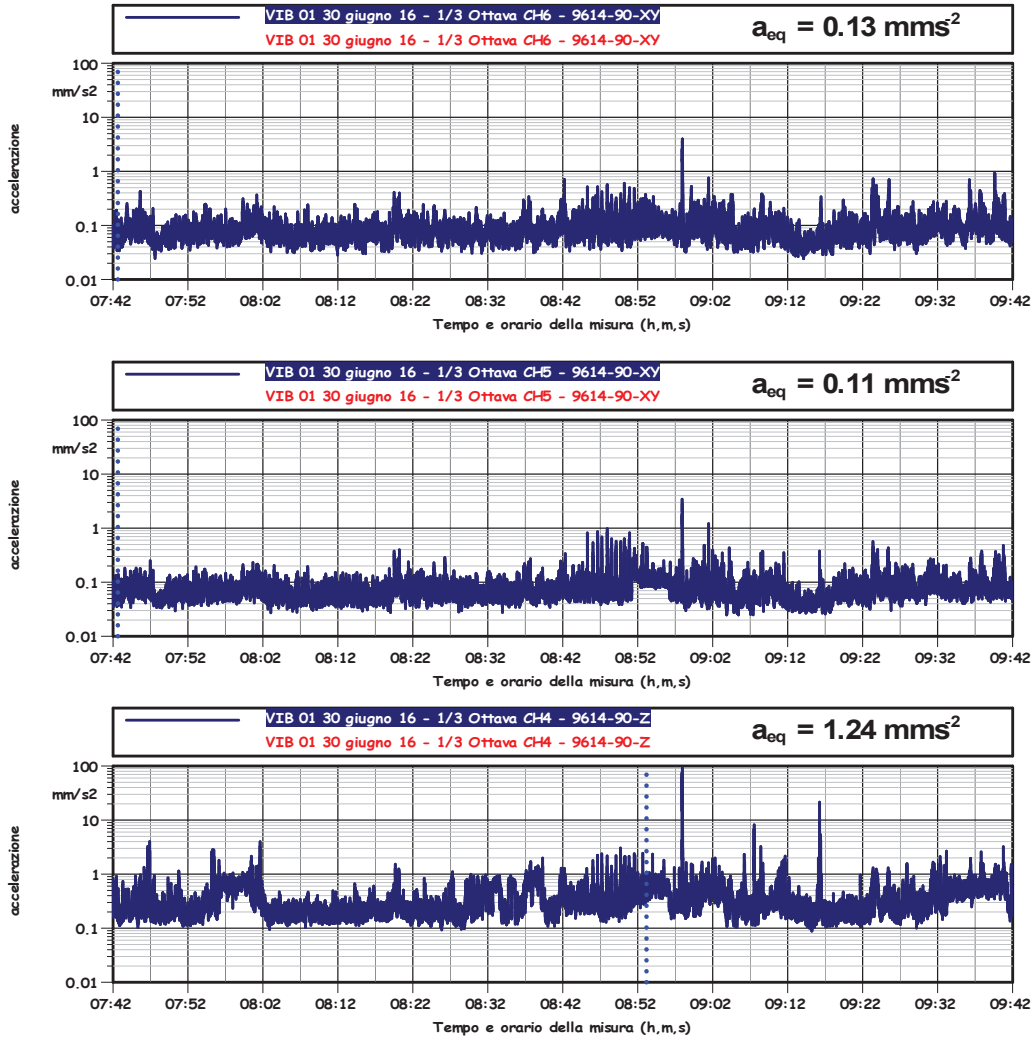 VIB 01 30 giugno 16 - 1/3 Ottava CH6 - 9614-90-XY
VIB 01 30 giugno 16 - 1/3 Ottava CH6 - 9614-90-XY
aeq = 0.13 mms-2
100
mm/s2
10
1
0.1
0.01
accelerazione
07:42 07:52 08:02 08:12 08:22 08:32 08:42 08:52 09:02 09:12 09:22 09:32 09:42
Tempo e orario della misura (h,m,s)
VIB 01 30 giugno 16 - 1/3 Ottava CH5 - 9614-90-XY
VIB 01 30 giugno 16 - 1/3 Ottava CH5 - 9614-90-XY
aeq = 0.11 mms-2
100
mm/s2
10
1
0.1
0.01
accelerazione
07:42 07:52 08:02 08:12 08:22 08:32 08:42 08:52 09:02 09:12 09:22 09:32 09:42
Tempo e orario della misura (h,m,s)
VIB 01 30 giugno 16 - 1/3 Ottava CH4 - 9614-90-Z
VIB 01 30 giugno 16 - 1/3 Ottava CH4 - 9614-90-Z
aeq = 1.24 mms-2
100
mm/s2
10
1
0.1
0.01
accelerazione
07:42 07:52 08:02 08:12 08:22 08:32 08:42 08:52 09:02 09:12 09:22 09:32 09:42
Tempo e orario della misura (h,m,s)